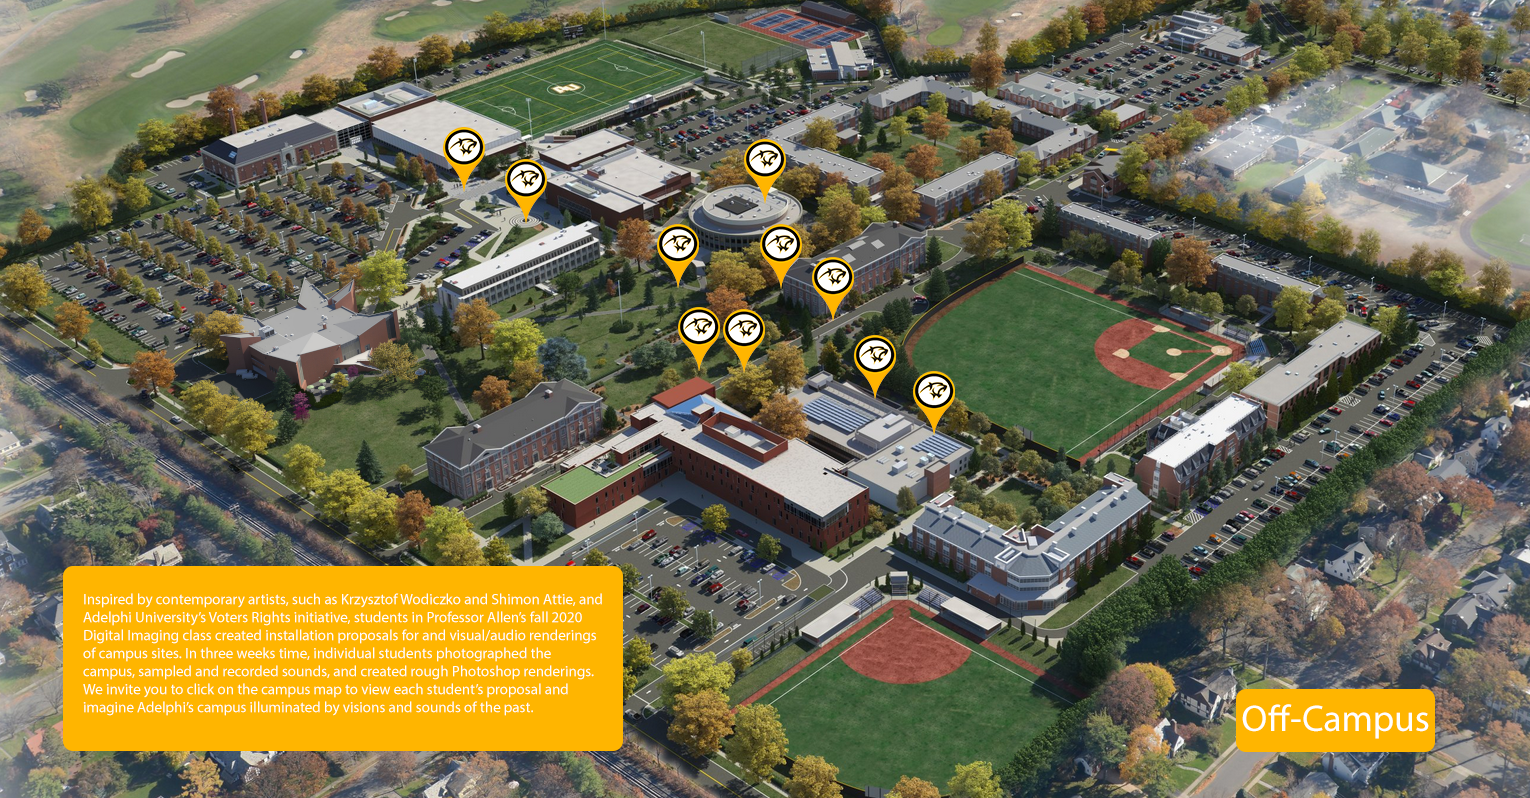 AU
Inspired by contemporary artists, such as Krzysztof Wodiczko and Shimon Attie, and
Adelphi University's Voters Rights initiative, students in Professor Allen's fall 2020
Digital Imaging class created installation proposals for and visual/audio renderings
of campus sites. In three weeks time, individual students photographed the
campus, sampled and recorded sounds, and created rough Photoshop renderings.
We invite you to click on the campus map to view each student's proposal and
imagine Adelphi's campus illuminated by visions and sounds of the past.
Off-Campus